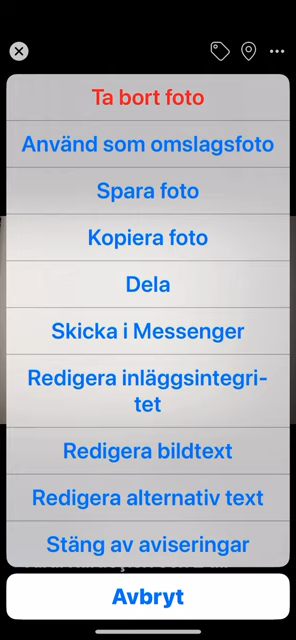 Ta bort foto
Använd som omslagsfoto
Spara foto
Kopiera foto
Dela
Skicka i Messenger
Redigera inläggsintegri-
tet
Redigera bildtext
Redigera alternativ text
Stäng av aviseringar
Avbryt